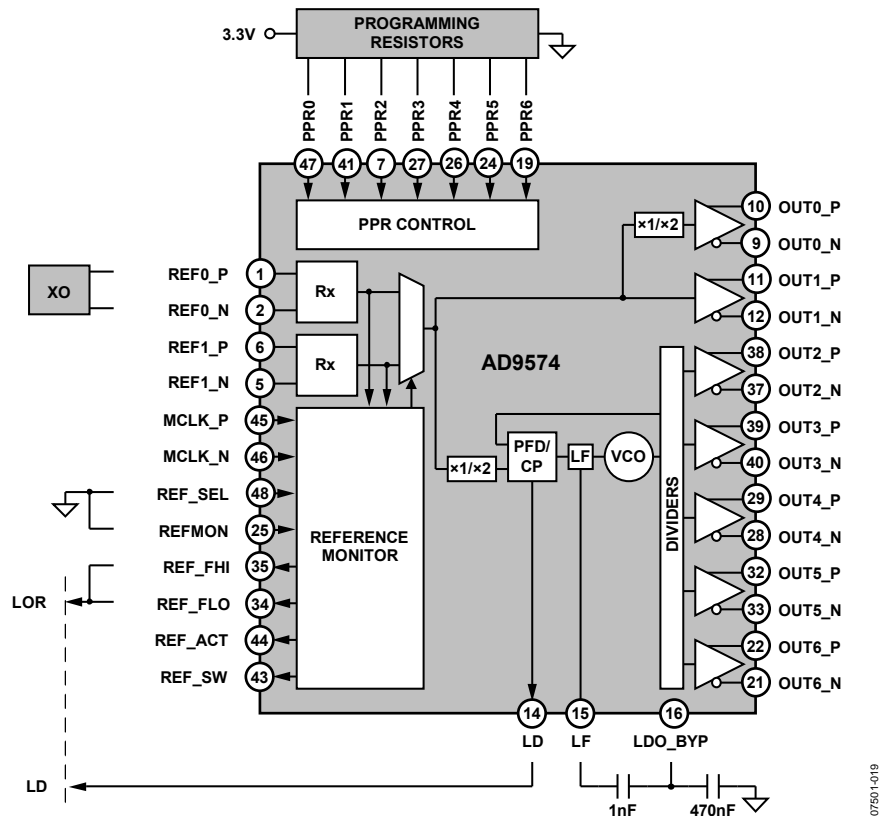 PROGRAMMING
RESISTORS
3.3V
PPR0
PPR1
PPR2
PPR3
PPR4
PPR5
PPR6
47
41
7
27
26
24
19
PPR CONTROL
×1/×2
10 OUT0_P
9 OUT0_N
11 OUT1_P
12 OUT1_N
XO
REF0_P 1
REF0_N 2
Rx
REF1_P 6
REF1_N 5
Rx
AD9574
38 OUT2_P
37 OUT2_N
MCLK_P 45
MCLK_N 46
REF_SEL 48
REFMON 25
REFERENCE
MONITOR
×1/×2
PFD/
CP
LF
VCO
DIVIDERS
39 OUT3_P
40 OUT3_N
29 OUT4_P
28 OUT4_N
REF_FHI 35
LOR
REF_FLO 34
REF_ACT 44
REF_SW 43
32 OUT5_P
33 OUT5_N
22 OUT6_P
21 OUT6_N
14
15
16
LD
LF
LDO_BYP
LD
1nF
470nF
07501-019